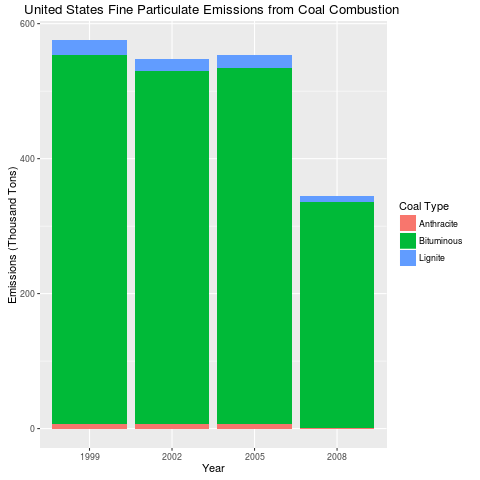 United States Fine Particulate Emissions from Coal Combustion
600
400
200
0
Emissions (Thousand Tons)
1999 2002 2005 2008
Year
Coal Type
Anthracite
Bituminous
Lignite